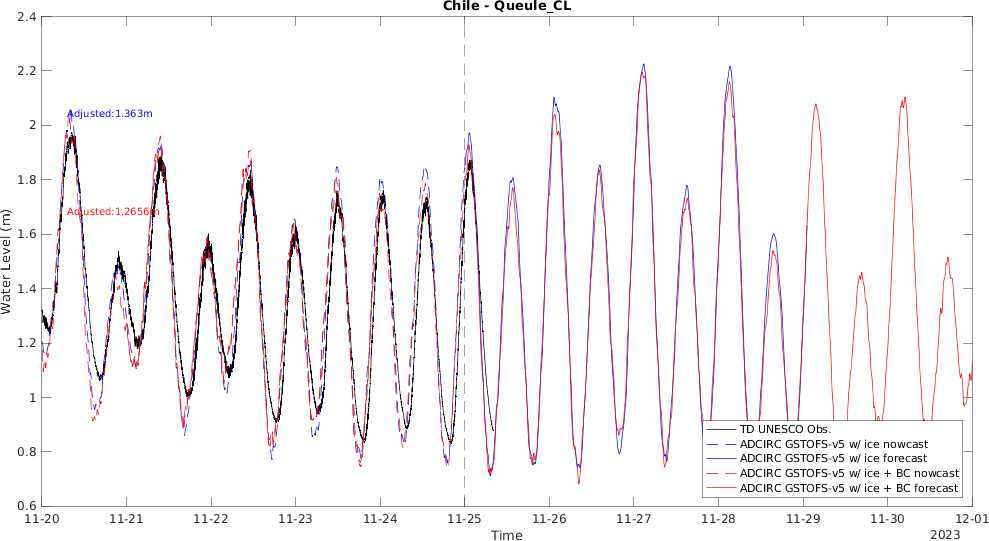 Chile - Queule_CL
Water Level (m)
2.4
2.2
2
1.8
1.6
1.4
1.2
1
0.8
0.6
Adjusted:1.363m
Adjusted:1.2656m
TD UNESCO Obs.
ADCIRC GSTOFS-v5 w/ ice nowcast
ADCIRC GSTOFS-v5 w/ ice forecast
ADCIRC GSTOFS-v5 w/ ice + BC nowcast
ADCIRC GSTOFS-v5 w/ ice + BC forecast
11-20 11-21 11-22 11-23 11-24 11-25 11-26 11-27 11-28 11-29 11-30 12-01
Time
2023